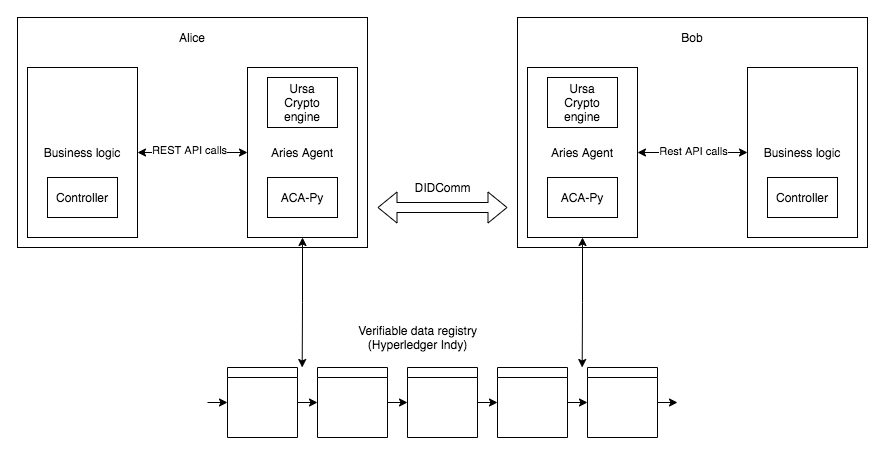 Alice
Bob
Ursa
Crypto
engine
Business logic
REST API calls
Aries Agent
Controller
ACA-Py
DIDComm
Ursa
Crypto
engine
Aries Agent
Rest API calls
Business logic
ACA-Py
Controller
Verifiable data registry
(Hyperledger Indy)